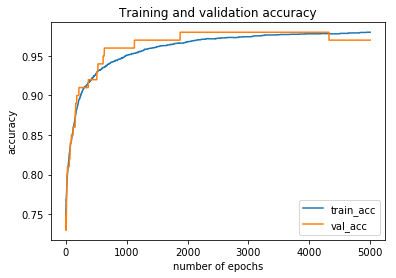 Training and validation accuracy
accuracy
0.95
0.90
0.85
0.80
0.75
train_acc
val_acc
0 1000 2000 3000 4000 5000
number of epochs